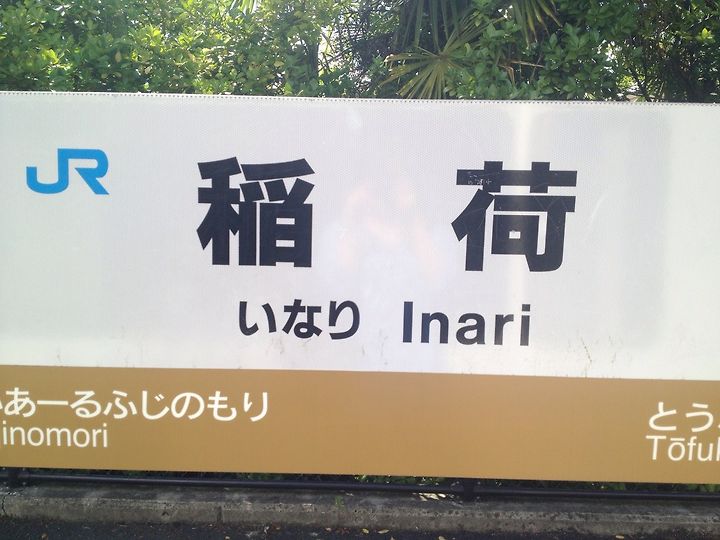 JR
稲荷
いなり Inari
いあーるふじのもり
inomori
とう
Tōfu